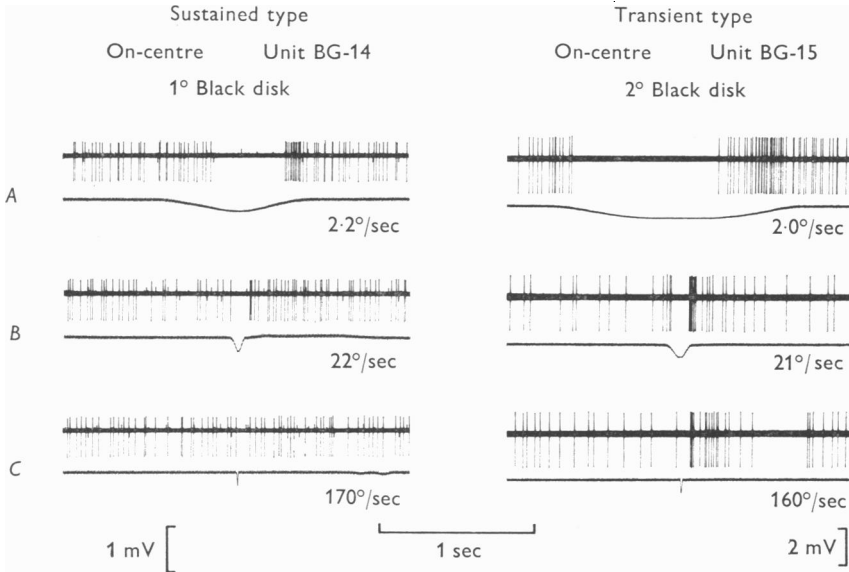 Sustained type
Transient type
On-centre Unit BG-14
On-centre Unit BG-15
1° Black disk
2° Black disk
A
2·2°/sec
2·0°/sec
B
22°/sec
21°/sec
C
170°/sec
160°/sec
1 mV
1 sec
2 mV